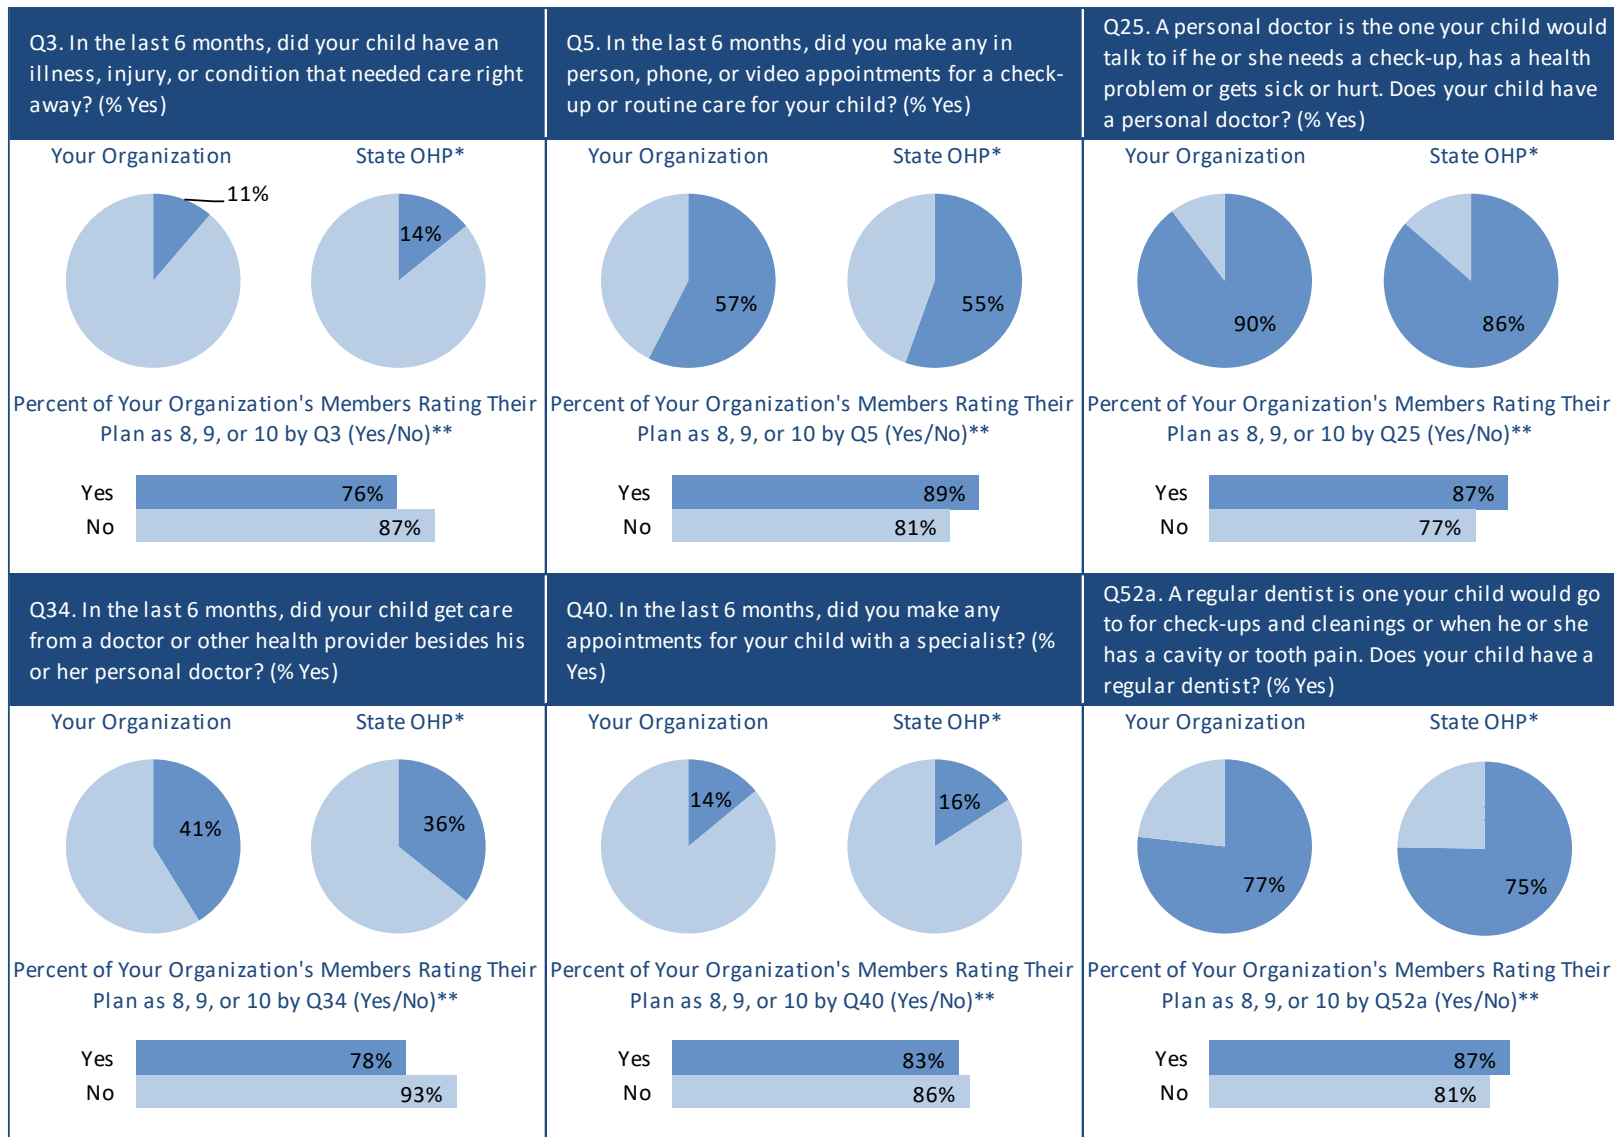 Q3. In the last 6 months, did your child have an
illness, injury, or condition that needed care right
away? (% Yes)
Your Organization
State OHP*
11%
14%
Percent of Your Organization's Members Rating Their
Plan as 8, 9, or 10 by Q3 (Yes/No)**
Yes
76%
No
87%
Q5. In the last 6 months, did you make any in
person, phone, or video appointments for a check-
up or routine care for your child? (% Yes)
Your Organization
State OHP*
57%
55%
Percent of Your Organization's Members Rating Their
Plan as 8, 9, or 10 by Q5 (Yes/No)**
Yes
89%
No
81%
Q25. A personal doctor is the one your child would
talk to if he or she needs a check-up, has a health
problem or gets sick or hurt. Does your child have
a personal doctor? (% Yes)
Your Organization
State OHP*
90%
86%
Percent of Your Organization's Members Rating Their
Plan as 8, 9, or 10 by Q25 (Yes/No)**
Yes
87%
No
77%
Q34. In the last 6 months, did your child get care
from a doctor or other health provider besides his
or her personal doctor? (% Yes)
Your Organization
State OHP*
41%
36%
Percent of Your Organization's Members Rating Their
Plan as 8, 9, or 10 by Q34 (Yes/No)**
Yes
78%
No
93%
Q40. In the last 6 months, did you make any
appointments for your child with a specialist? (%
Yes)
Your Organization
State OHP*
14%
16%
Percent of Your Organization's Members Rating Their
Plan as 8, 9, or 10 by Q40 (Yes/No)**
Yes
83%
No
86%
Q52a. A regular dentist is one your child would go
to for check-ups and cleanings or when he or she
has a cavity or tooth pain. Does your child have a
regular dentist? (% Yes)
Your Organization
State OHP*
77%
75%
Percent of Your Organization's Members Rating Their
Plan as 8, 9, or 10 by Q52a (Yes/No)**
Yes
87%
No
81%